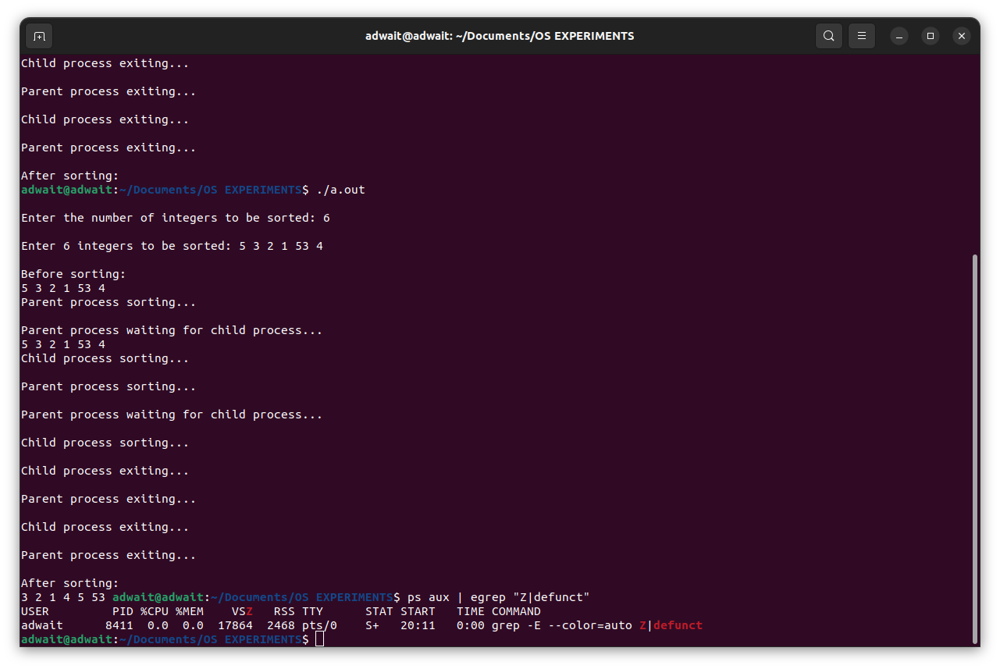 adwait@adwait: ~/Documents/OS EXPERIMENTS
Child process exiting...
Parent process exiting...
Child process exiting...
Parent process exiting...
After sorting:
adwait@adwait:~/Documents/OS EXPERIMENTS$ ./a.out
Enter the number of integers to be sorted: 6
Enter 6 integers to be sorted: 5 3 2 1 53 4
Before sorting:
5 3 2 1 53 4
Parent process sorting...
Parent process waiting for child process...
5 3 2 1 53 4
Child process sorting...
Parent process sorting...
Parent process waiting for child process...
Child process sorting...
Child process exiting...
Parent process exiting...
Child process exiting...
Parent process exiting...
After sorting:
3 2 1 4 5 53 adwait@adwait:~/Documents/OS EXPERIMENTS$ ps aux | egrep "Z|defunct"
USER         PID %CPU %MEM    VSZ   RSS TTY      STAT START   TIME COMMAND
adwait      8411  0.0  0.0  17864  2468 pts/0    S+   20:11   0:00 grep -E --color=auto Z|defunct
adwait@adwait:~/Documents/OS EXPERIMENTS$